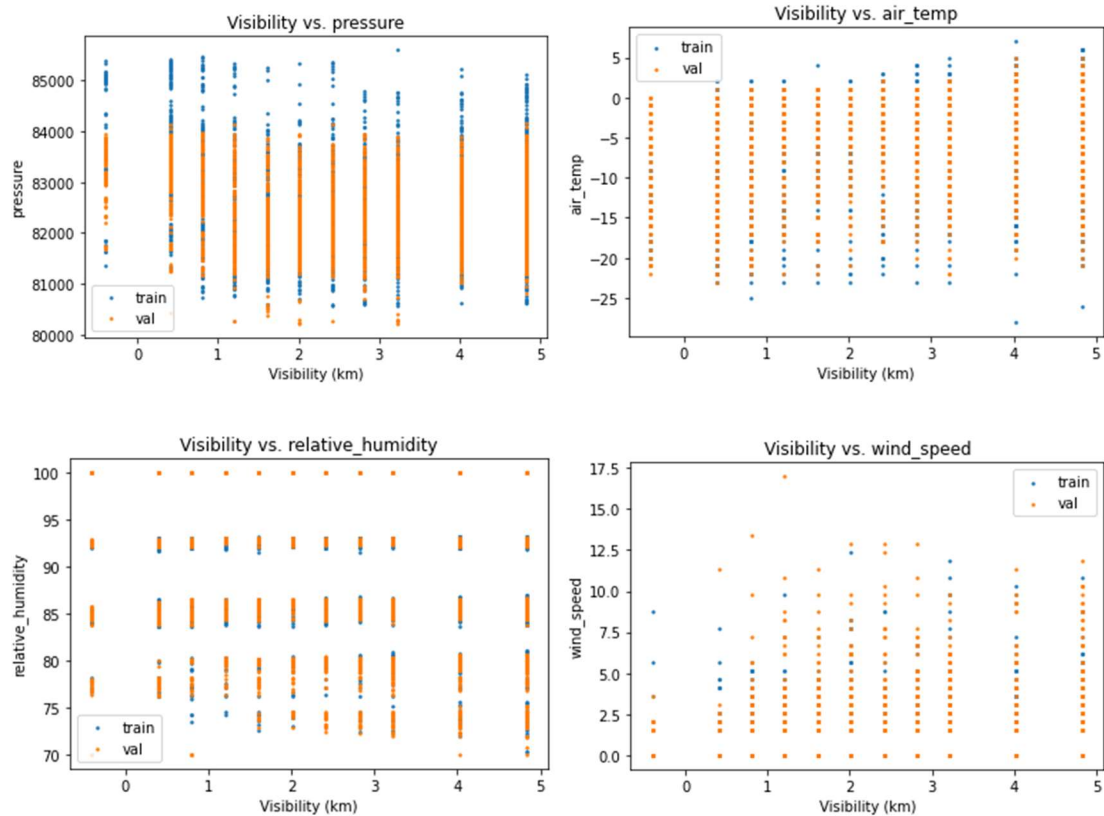 Visibility vs. pressure
pressure
85000
84000
83000
82000
81000
80000
train
val
0 1 2 3 4 5
Visibility (km)
Visibility vs. air_temp
air_temp
5
0
−5
−10
−15
−20
−25
train
val
0 1 2 3 4 5
Visibility (km)
Visibility vs. relative_humidity
relative_humidity
100
95
90
85
80
75
70
train
val
0 1 2 3 4 5
Visibility (km)
Visibility vs. wind_speed
wind_speed
17.5
15.0
12.5
10.0
7.5
5.0
2.5
0.0
train
val
0 1 2 3 4 5
Visibility (km)